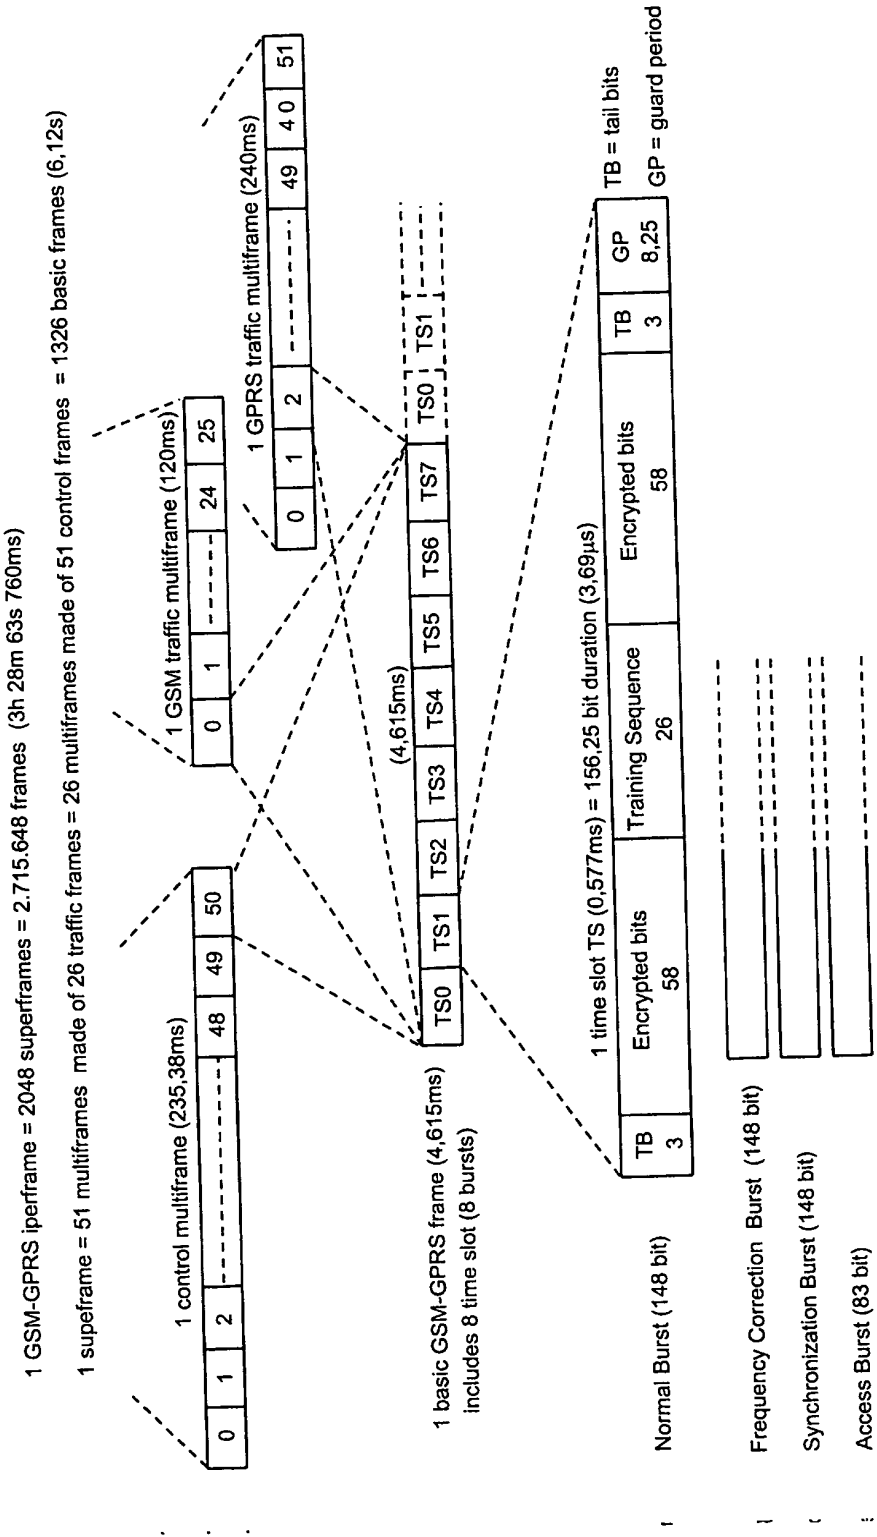 1 GSM-GPRS iperframe = 2048 superframes = 2.715.648 frames (3h 28m 63s 760ms)
1 supeframe = 51 multiframes made of 26 traffic frames = 26 multiframes made of 51 control frames = 1326 basic frames (6,12s)
1 control multiframe (235,38ms)
0 1 2 48 49 50
1 GSM traffic multiframe (120ms)
0 1 24 25
1 GPRS traffic multiframe (240ms)
0 1 2 49 4 0 51
(4,615ms)
TS0 TS1 TS2 TS3 TS4 TS5 TS6 TS7 TS0 TS1
1 basic GSM-GPRS frame (4,615ms)
includes 8 time slot (8 bursts)
1 time slot TS (0,577ms) = 156,25 bit duration (3,69µs)
TB = tail bits
GP = guard period
Normal Burst (148 bit)
TB Encrypted bits Training Sequence Encrypted bits TB GP
3 58 26 58 3 8,25
Frequency Correction Burst (148 bit)
Synchronization Burst (148 bit)
Access Burst (83 bit)